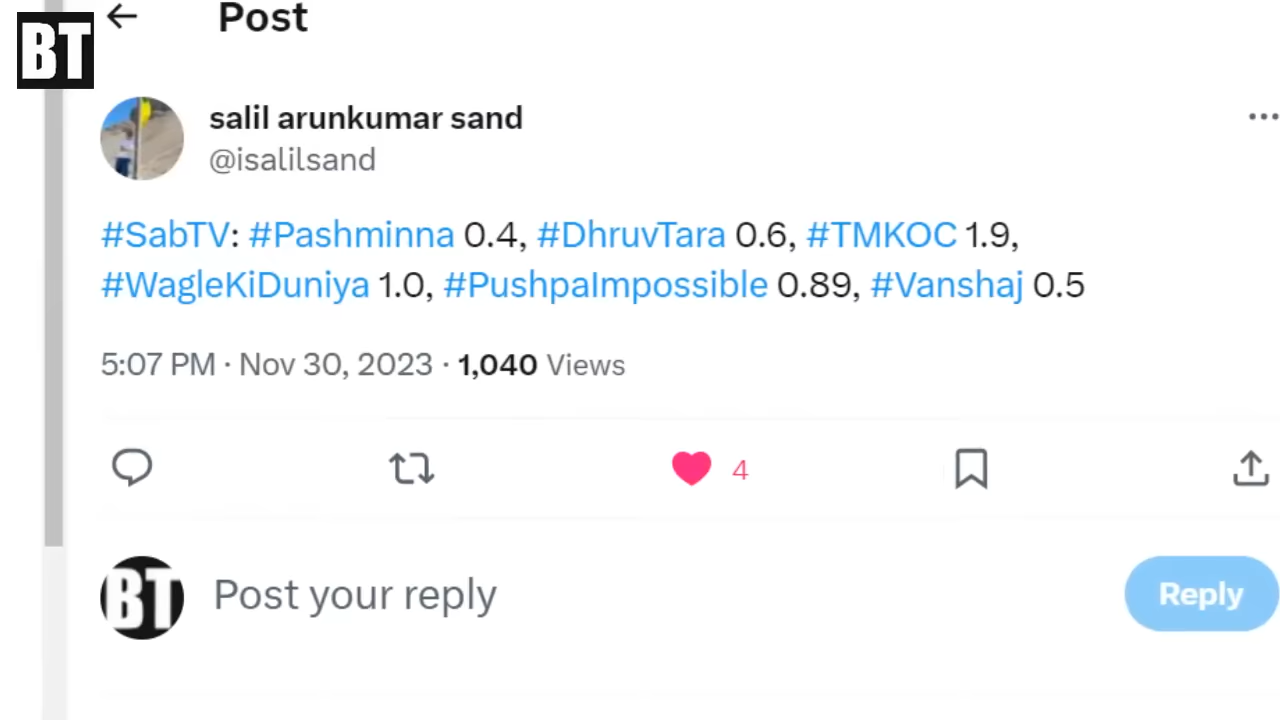 BT
Post
salil arunkumar sand
@isalilsand
#SabTV: #Pashminna 0.4, #DhruvTara 0.6, #TMKOC 1.9,
#WagleKiDuniya 1.0, #PushpaImpossible 0.89, #Vanshaj 0.5
5:07 PM · Nov 30, 2023 · 1,040 Views
4
BT
Post your reply
Reply